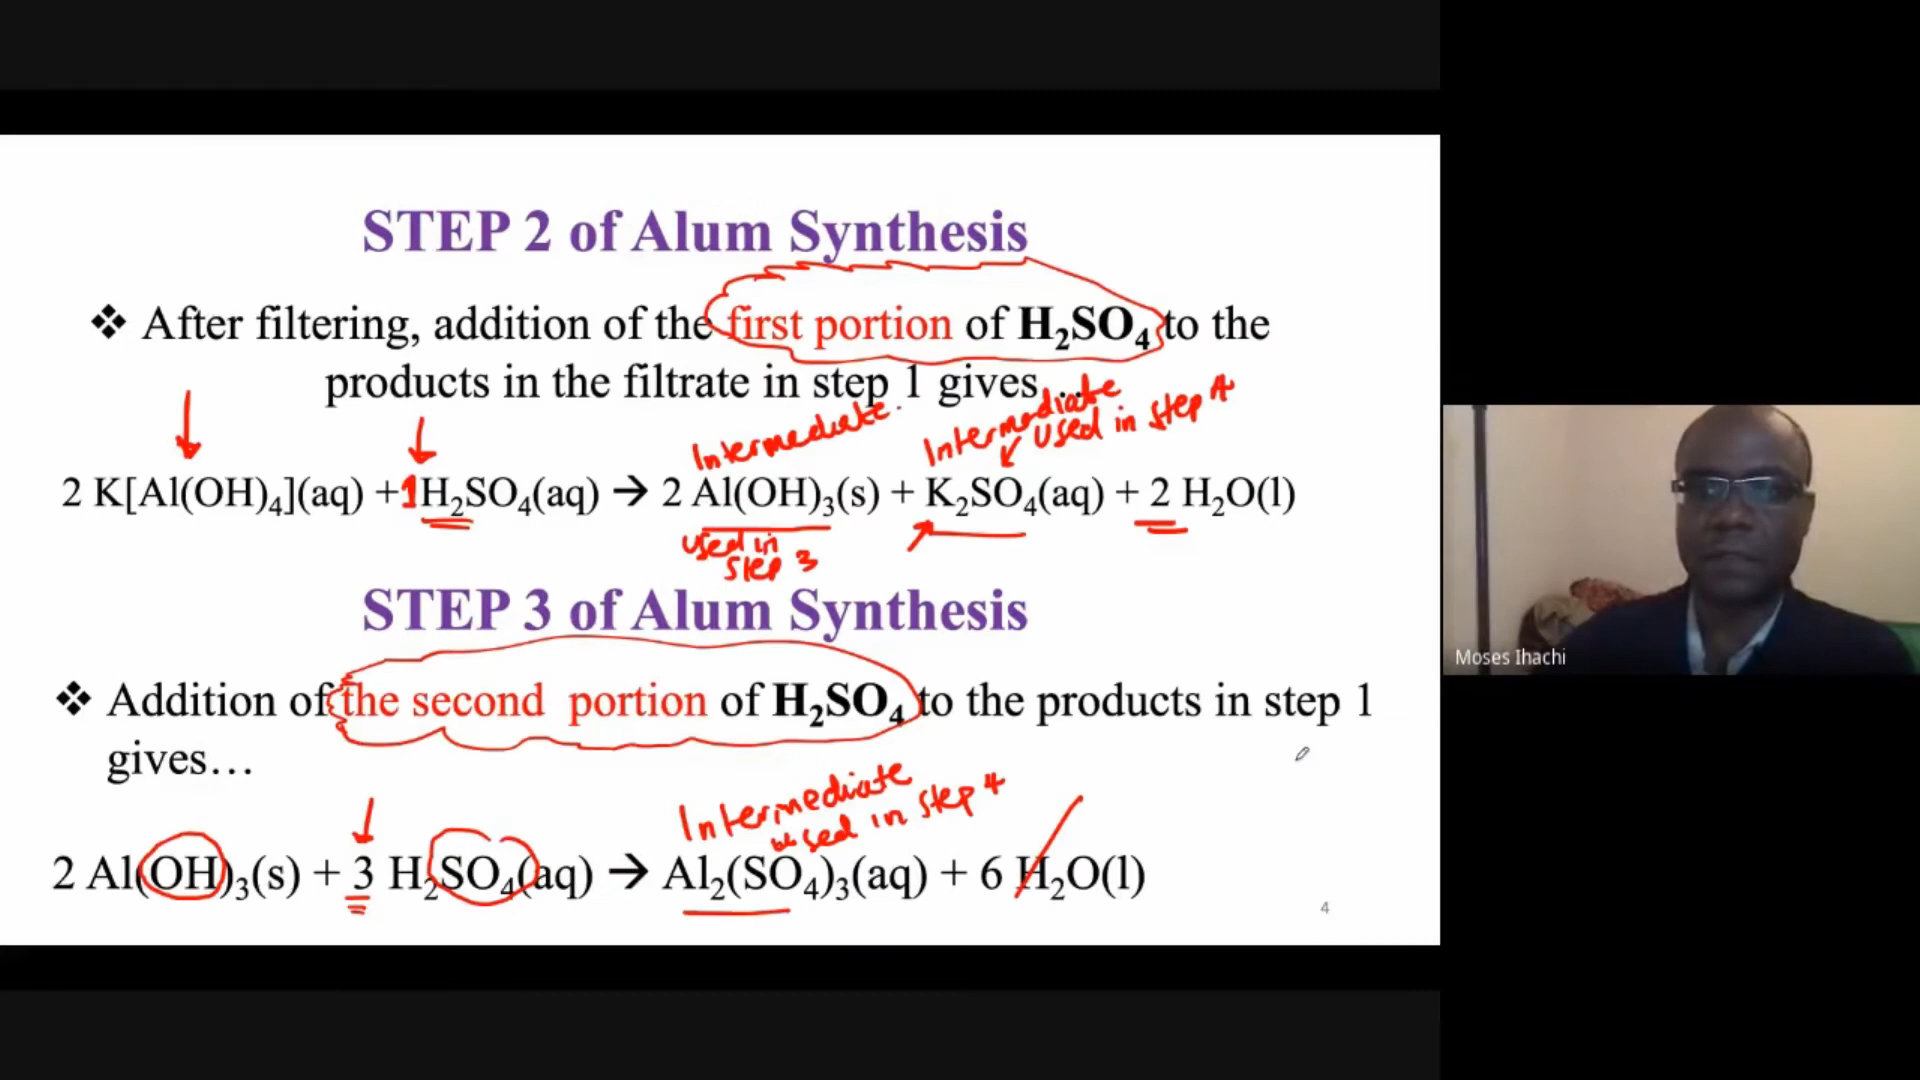 STEP 2 of Alum Synthesis
❖ After filtering, addition of the first portion of H₂SO₄ to the
products in the filtrate in step 1 gives...
Intermediate.
Intermediate
used in step 4
2 K[Al(OH)₄](aq) + 1 H₂SO₄(aq) → 2 Al(OH)₃(s) + K₂SO₄(aq) + 2 H₂O(l)
used in
step 3
STEP 3 of Alum Synthesis
❖ Addition of the second portion of H₂SO₄ to the products in step 1
gives…
Intermediate
used in step 4
2 Al(OH)₃(s) + 3 H₂SO₄(aq) → Al₂(SO₄)₃(aq) + 6 H₂O(l)
4
Moses Ihachi